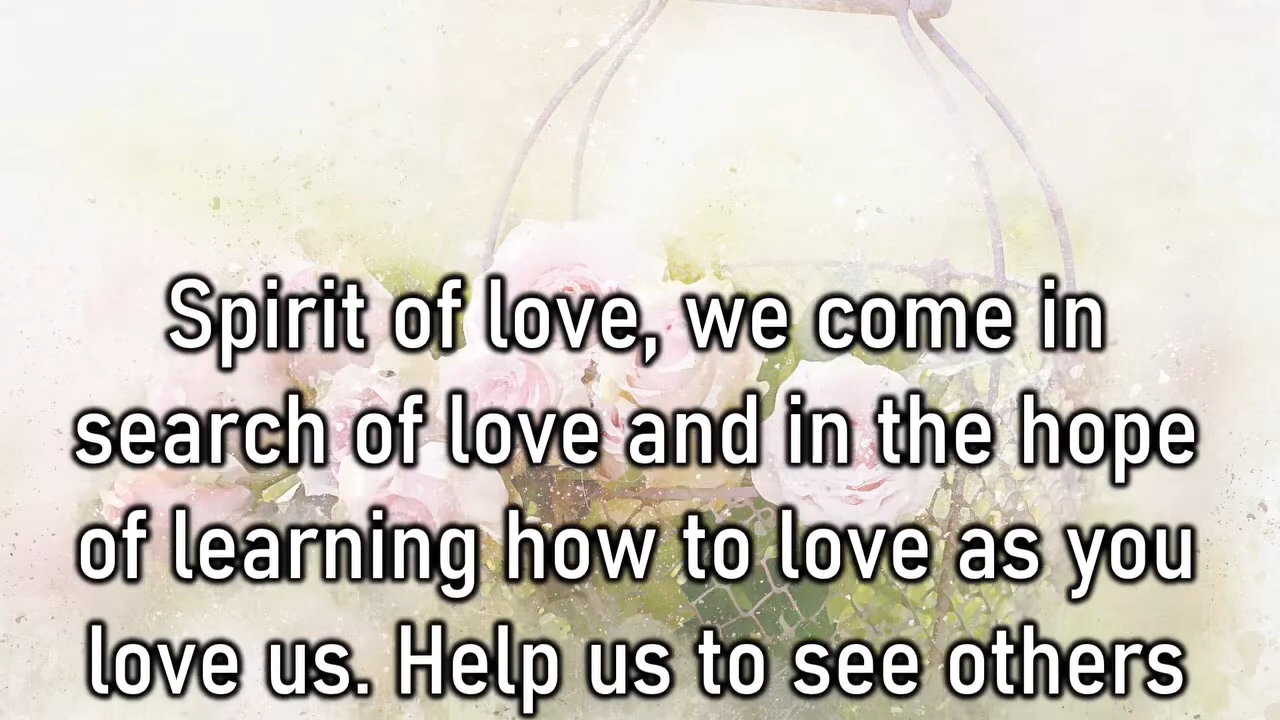 Spirit of love, we come in
search of love and in the hope
of learning how to love as you
love us. Help us to see others